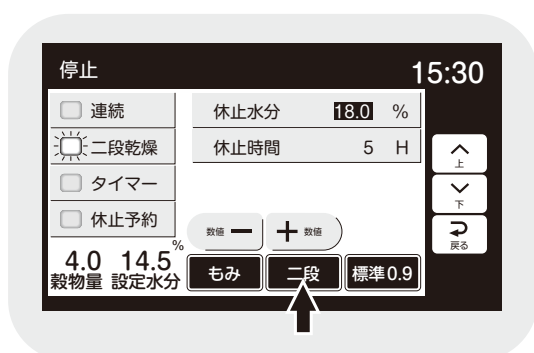 停止 15:30
連続
二段乾燥
タイマー
休止予約
休止水分 18.0 %
休止時間 5 H
上
下
戻る
数値 − + 数値
4.0 14.5%
穀物量 設定水分
もみ 二段 標準0.9